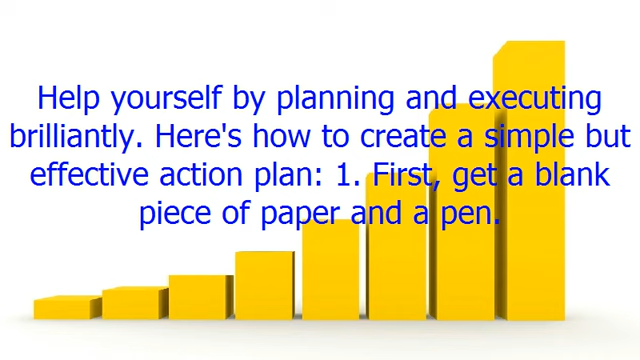 Help yourself by planning and executing
brilliantly. Here's how to create a simple but
effective action plan: 1. First, get a blank
piece of paper and a pen.